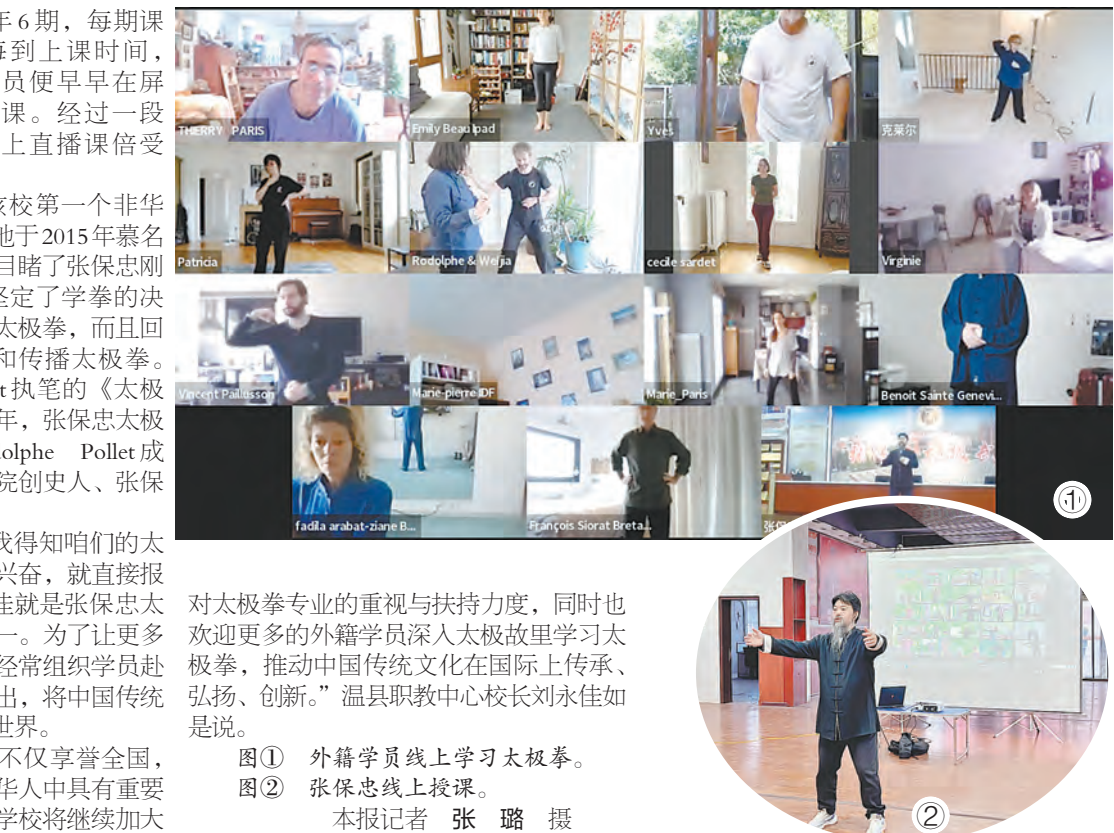 年6期，每期课
每到上课时间，
员便早早在屏
课。经过一段
上直播课倍受
该校第一个非华
他于2015年慕名
目睹了张保忠刚
坚定了学拳的决
太极拳，而且回
和传播太极拳。
t执笔的《太极
年，张保忠太极
olphe Pollet成
院创史人、张保
我得知咱们的太
兴奋，就直接报
佳就是张保忠太
一。为了让更多
经常组织学员赴
出，将中国传统
世界。
不仅享誉全国，
华人中具有重要
学校将继续加大
对太极拳专业的重视与扶持力度，同时也
欢迎更多的外籍学员深入太极故里学习太
极拳，推动中国传统文化在国际上传承、
弘扬、创新。”温县职教中心校长刘永佳如
是说。
图① 外籍学员线上学习太极拳。
图② 张保忠线上授课。
本报记者 张 璐 摄
THERRY PARIS
Emily Beaulpad
Yves
克莱尔
Patricia
Rodolphe & Weijia
cecile sardet
Virginie
Vincent Paillusson
Marie-pierre IDF
Marie_Paris
Benoit Sainte Genevi...
fadila arabat-ziane B...
François Siorat Breta...
①
②